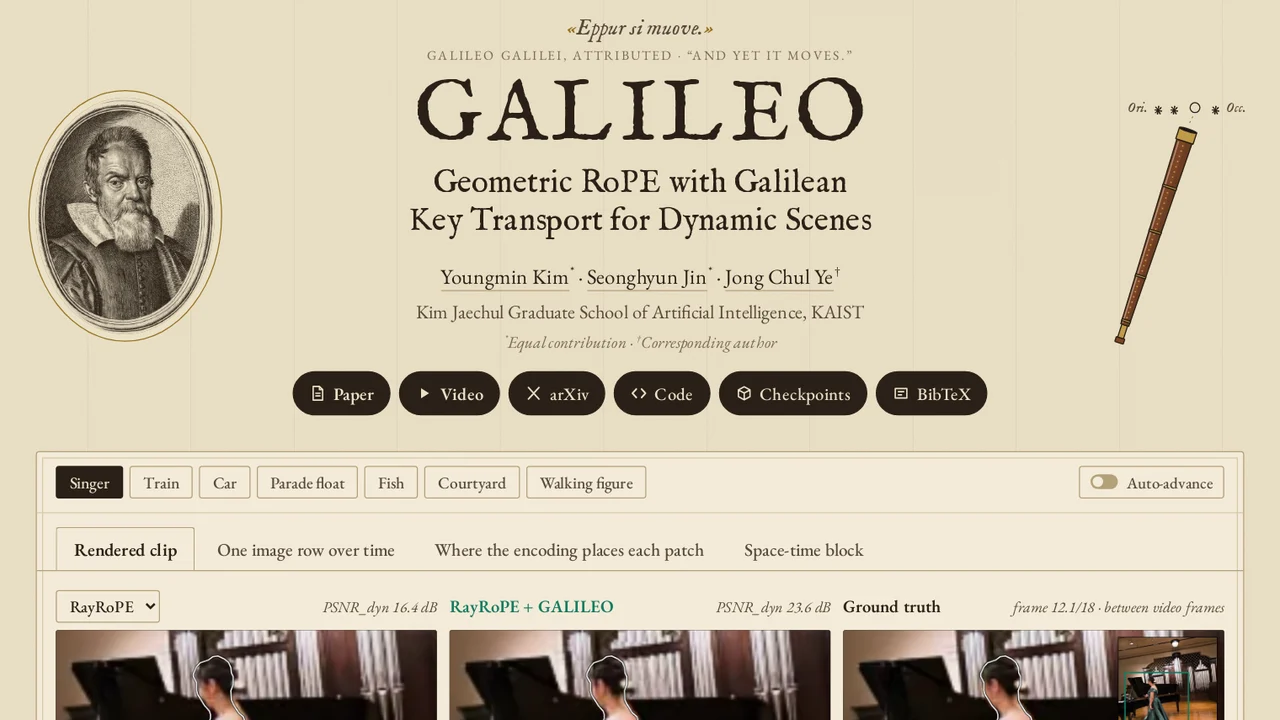 «Eppur si muove.»
GALILEO GALILEI, ATTRIBUTED · “AND YET IT MOVES.”
GALILEO
Ori. Occ.
Geometric RoPE with Galilean
Key Transport for Dynamic Scenes
Youngmin Kim* · Seonghyun Jin* · Jong Chul Ye†
Kim Jaechul Graduate School of Artificial Intelligence, KAIST
*Equal contribution · †Corresponding author
Paper Video arXiv Code Checkpoints BibTeX
Singer Train Car Parade float Fish Courtyard Walking figure Auto-advance
Rendered clip One image row over time Where the encoding places each patch Space-time block
RayRoPE PSNR_dyn 16.4 dB RayRoPE + GALILEO PSNR_dyn 23.6 dB Ground truth frame 12.1/18 · between video frames